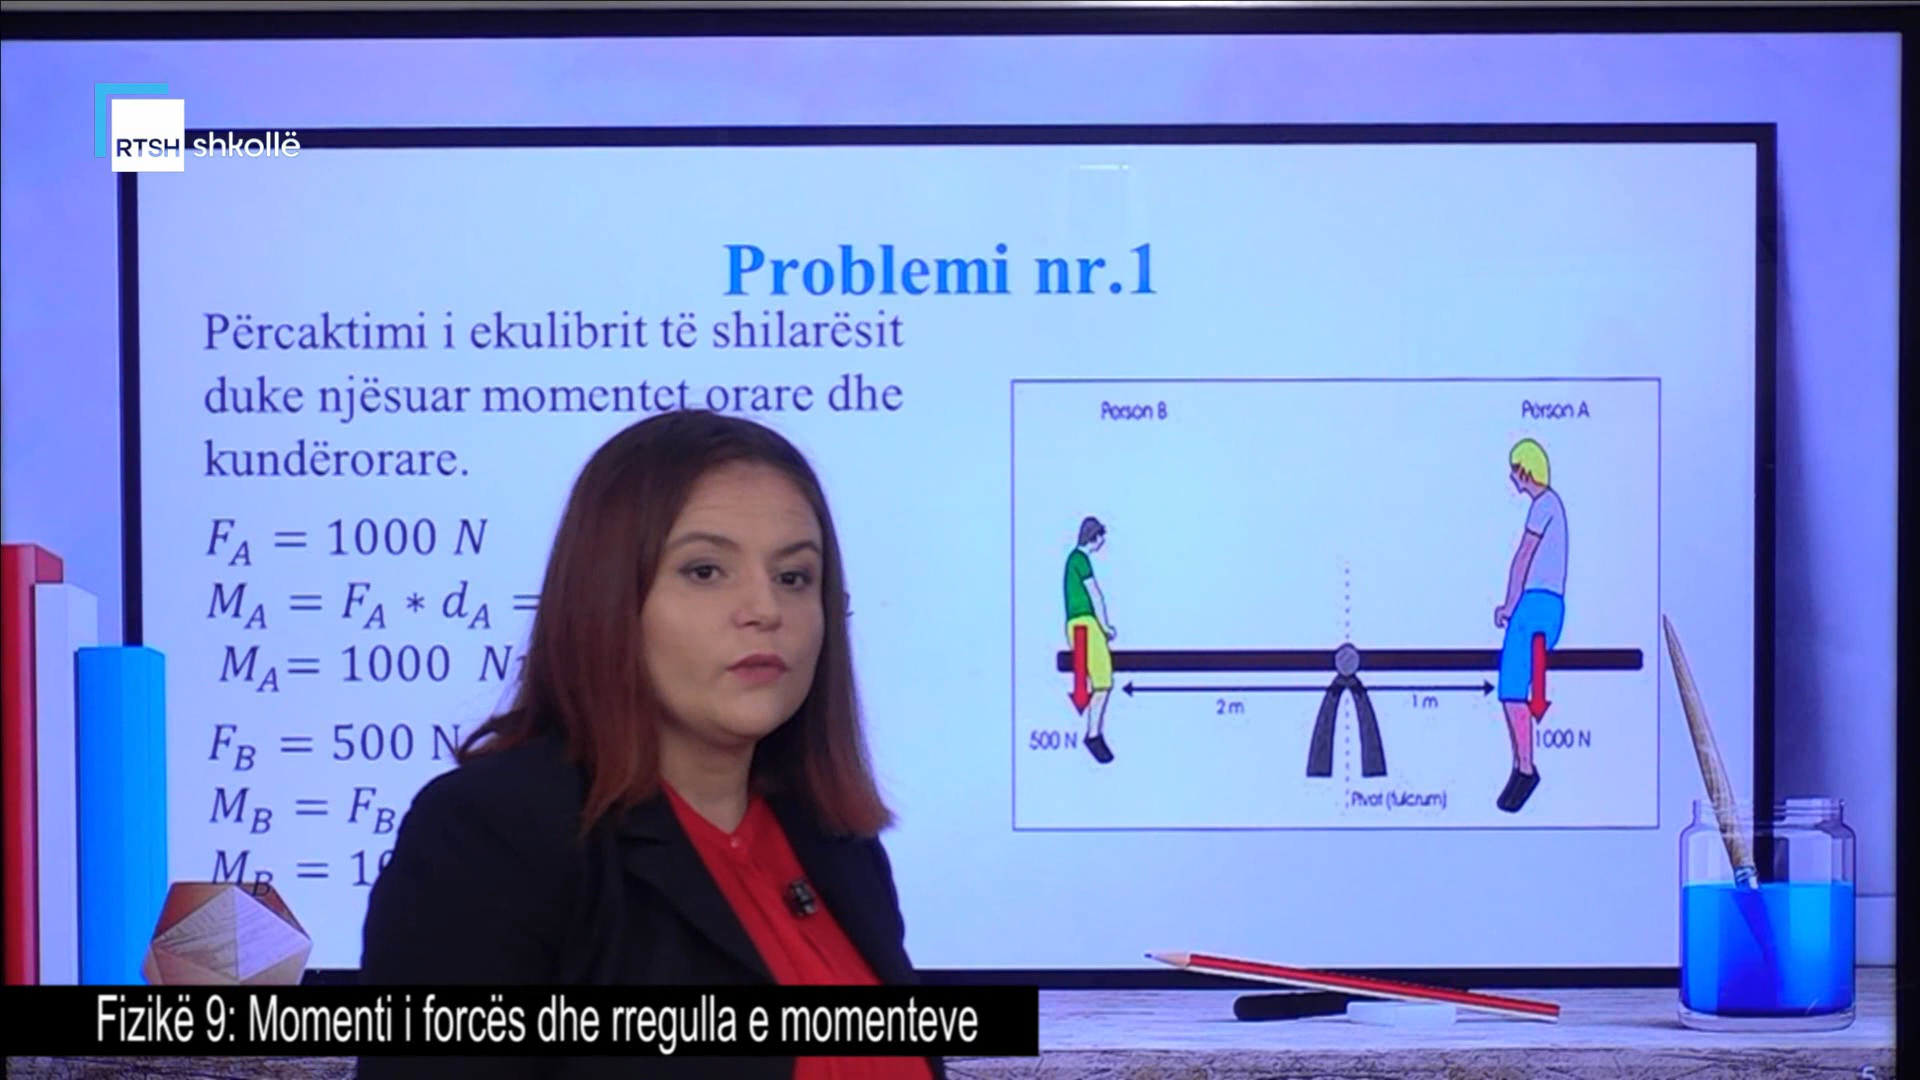 RTSH shkollë
Problemi nr.1
Përcaktimi i ekulibrit të shilarësit
duke njësuar momentet orare dhe
kundërorare.
F_A = 1000 N
M_A = F_A * d_A =
M_A= 1000
F_B = 500 N
M_B = F_B
M_B =
Person B
Person A
2 m
1 m
500 N
1000 N
Pivot (fulcrum)
Fizikë 9: Momenti i forcës dhe rregulla e momenteve
5